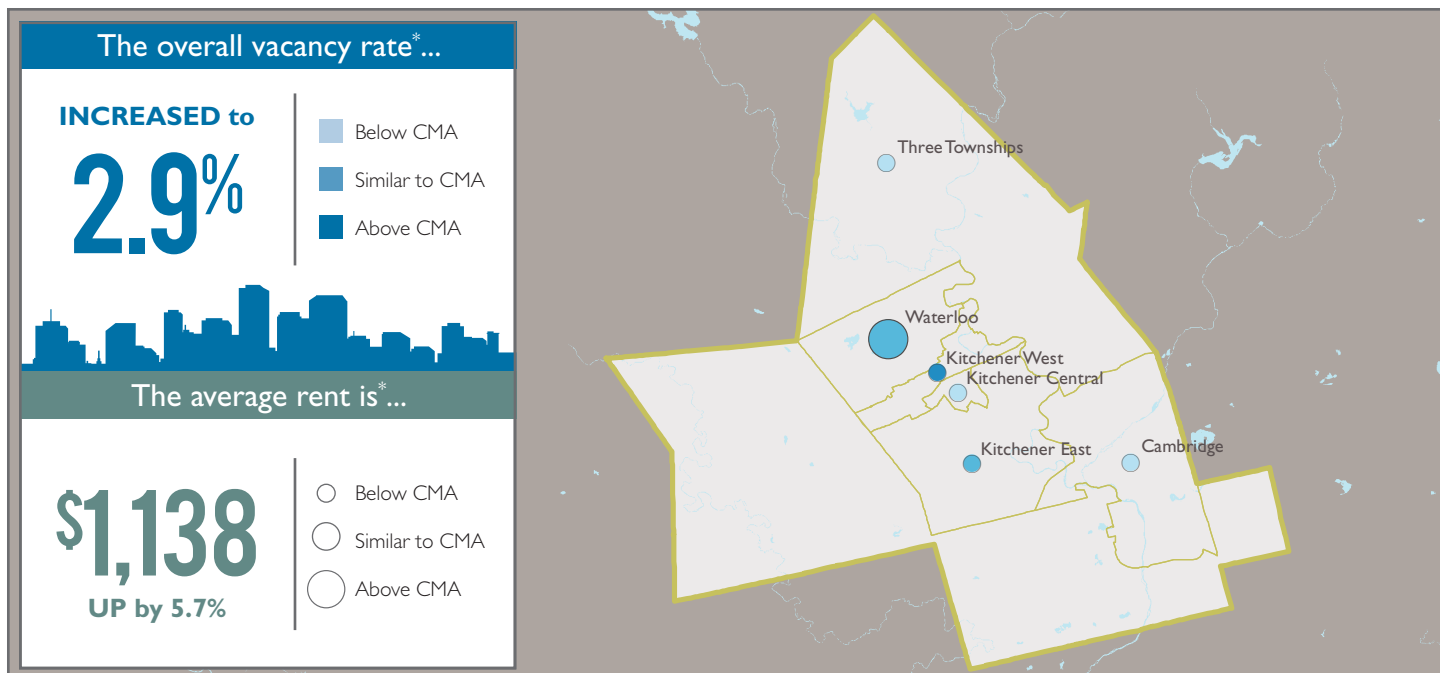 The overall vacancy rate*...
INCREASED to
2.9%
Below CMA
Similar to CMA
Above CMA
The average rent is*...
$1,138
UP by 5.7%
Below CMA
Similar to CMA
Above CMA
Three Townships
Waterloo
Kitchener West
Kitchener Central
Kitchener East
Cambridge